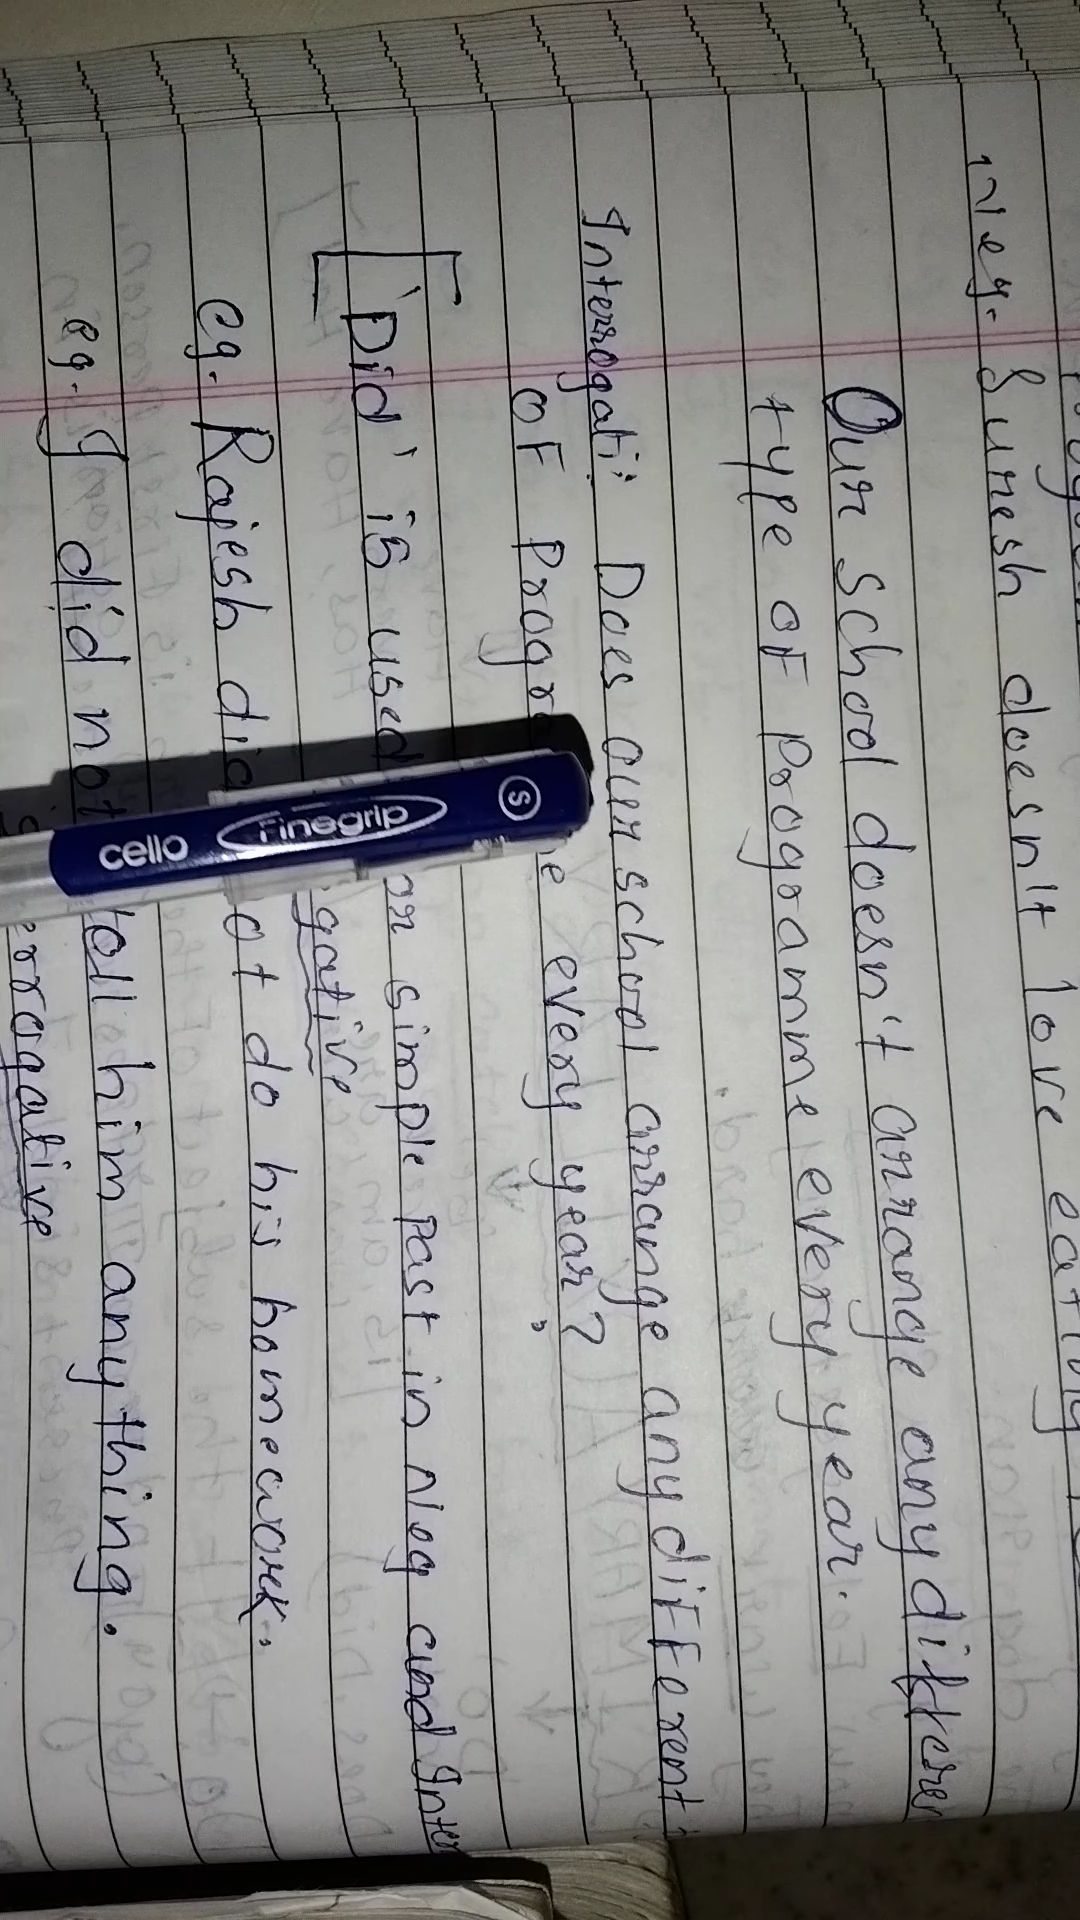 Neg. Suresh doesn't love eating
Our School doesn't arrange any differen
type of Programme every year.
Interrogati: Does our school arrange any different
of Progr e every year?
'Did' is used or simple past in Neg and Inter
gative
eg. Rajesh did ot do his homework.
eg. I did not toll him anything.
errogative
cello Finegrip S